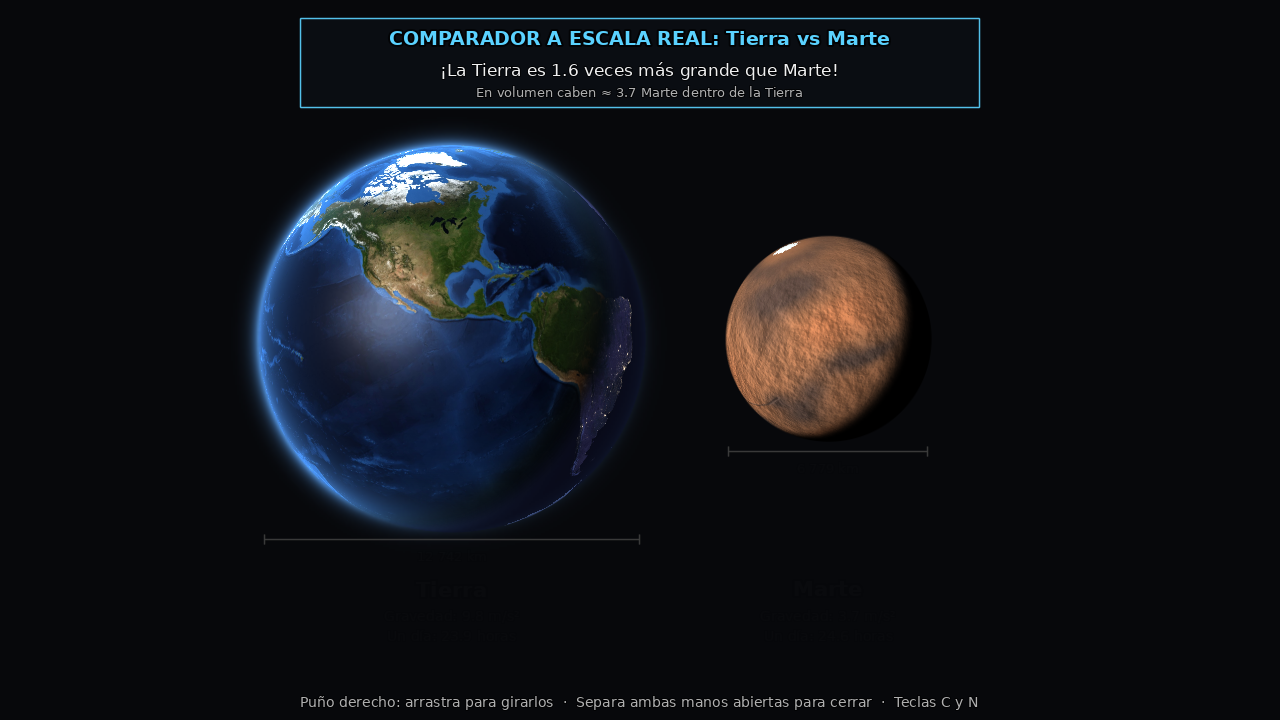 COMPARADOR A ESCALA REAL: Tierra vs Marte
¡La Tierra es 1.6 veces más grande que Marte!
En volumen caben ≈ 3.7 Marte dentro de la Tierra
Tierra
Marte
Puño derecho: arrastra para girarlos · Separa ambas manos abiertas para cerrar · Teclas C y N